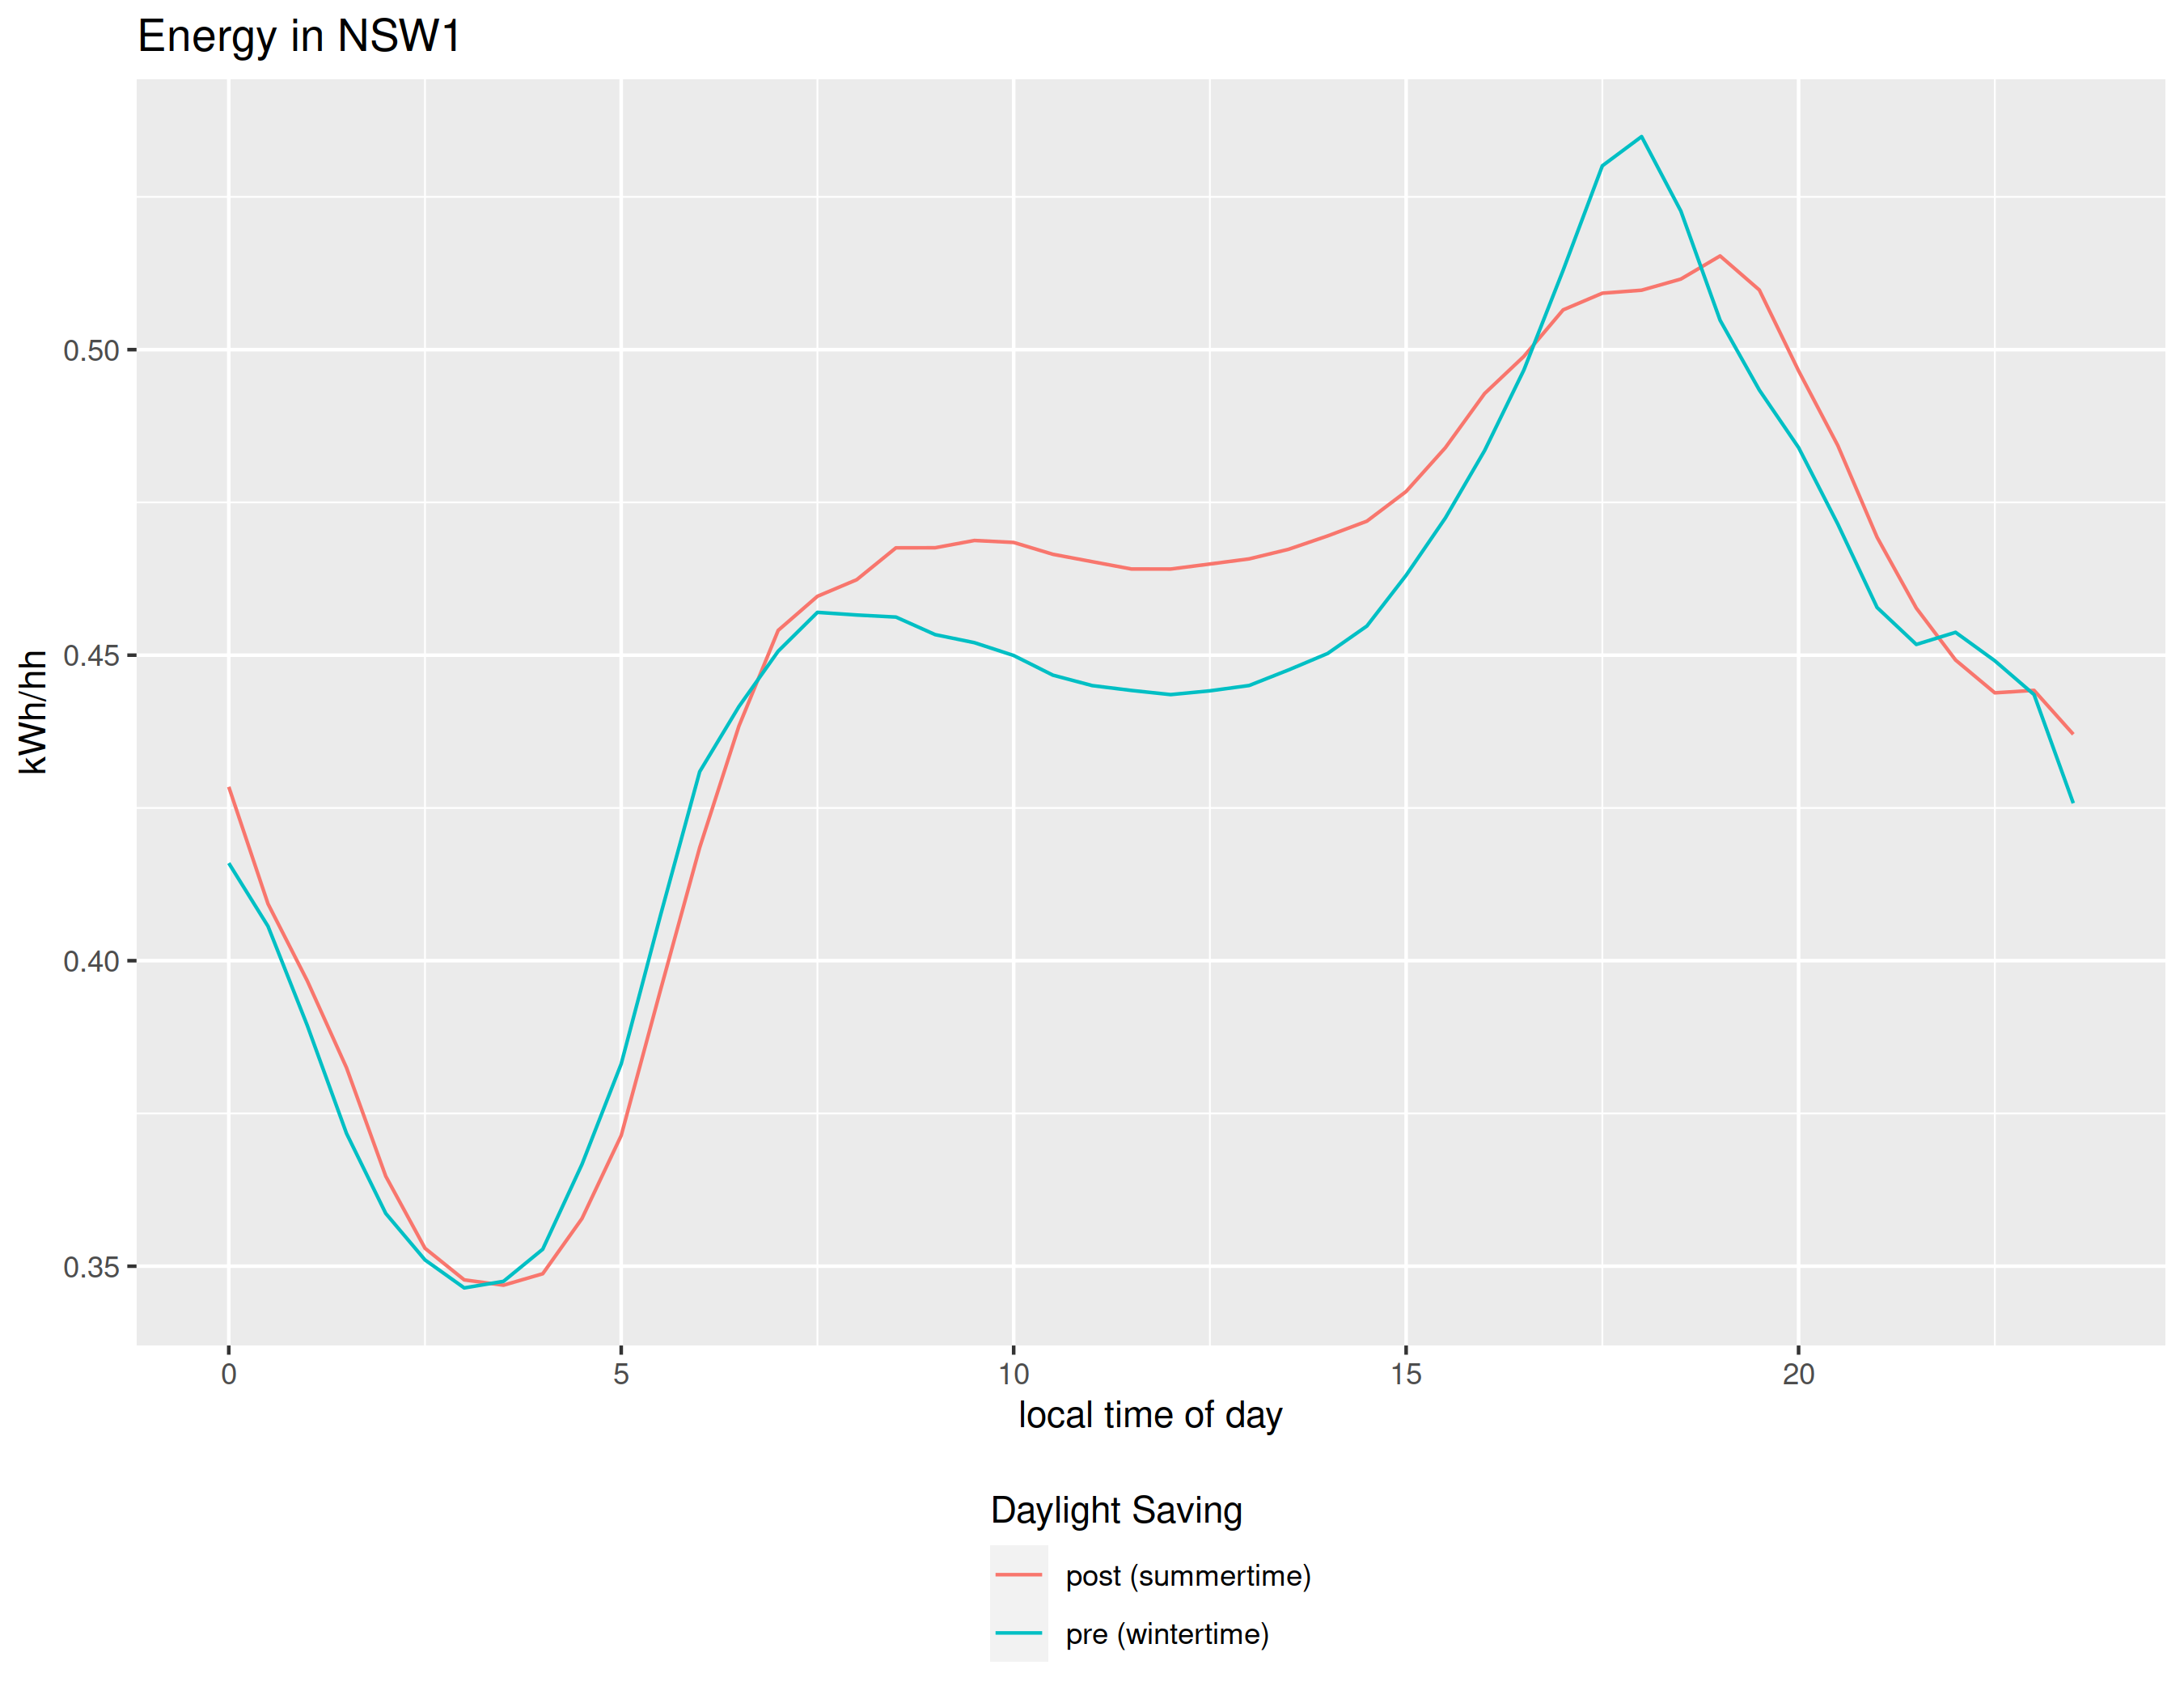 Energy in NSW1
kWh/hh
0.50
0.45
0.40
0.35
0 5 10 15 20
local time of day
Daylight Saving
post (summertime)
pre (wintertime)